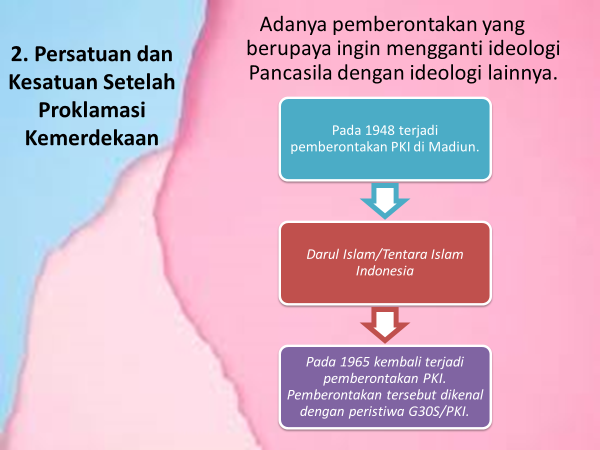 2. Persatuan dan
Kesatuan Setelah
Proklamasi
Kemerdekaan
Adanya pemberontakan yang
berupaya ingin mengganti ideologi
Pancasila dengan ideologi lainnya.
Pada 1948 terjadi
pemberontakan PKI di Madiun.
Darul Islam/Tentara Islam
Indonesia
Pada 1965 kembali terjadi
pemberontakan PKI.
Pemberontakan tersebut dikenal
dengan peristiwa G30S/PKI.